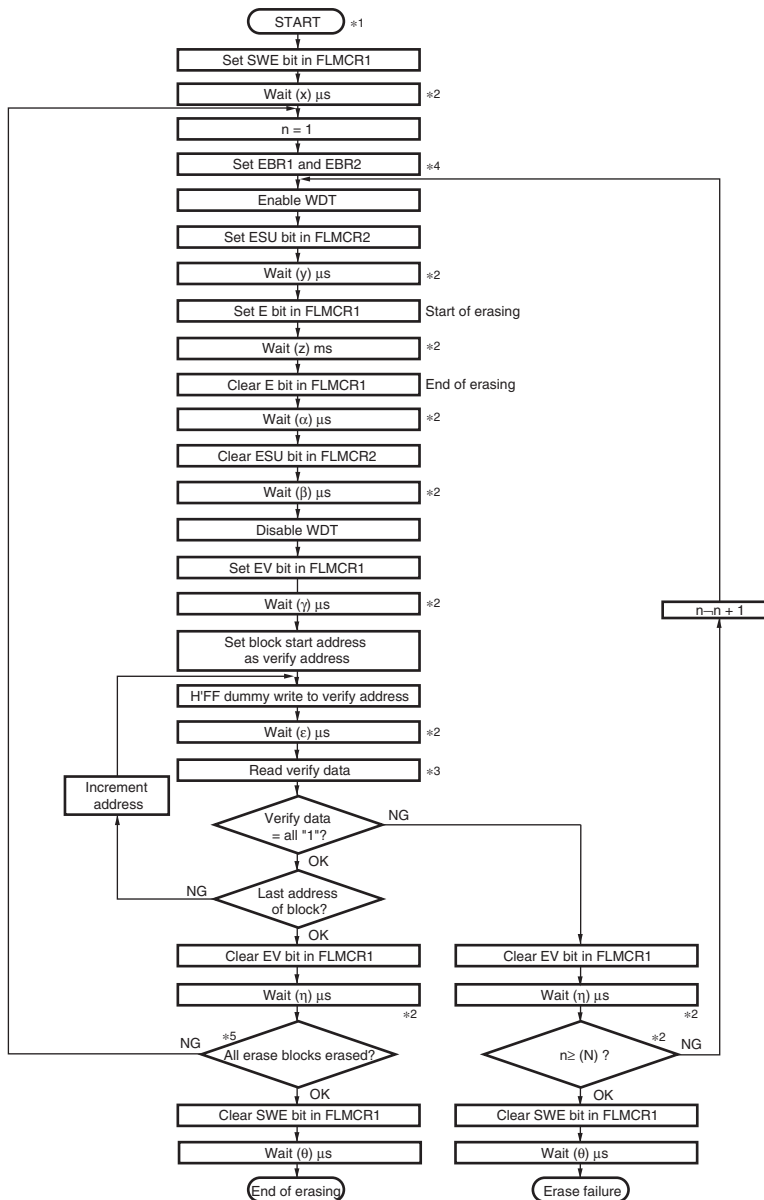 START *1
Set SWE bit in FLMCR1
Wait (x) μs *2
n = 1
Set EBR1 and EBR2 *4
Enable WDT
Set ESU bit in FLMCR2
Wait (y) μs *2
Set E bit in FLMCR1 Start of erasing
Wait (z) ms *2
Clear E bit in FLMCR1 End of erasing
Wait (α) μs *2
Clear ESU bit in FLMCR2
Wait (β) μs *2
Disable WDT
Set EV bit in FLMCR1
Wait (γ) μs *2
n¬n + 1
Set block start address
as verify address
H'FF dummy write to verify address
Wait (ε) μs *2
Read verify data *3
Increment
address
Verify data
= all "1"?
NG
OK
NG
Last address
of block?
OK
Clear EV bit in FLMCR1
Wait (η) μs
*2
NG
*5
All erase blocks erased?
OK
Clear SWE bit in FLMCR1
Wait (θ) μs
End of erasing
Clear EV bit in FLMCR1
Wait (η) μs
*2
*2
n≥ (N) ?
NG
OK
Clear SWE bit in FLMCR1
Wait (θ) μs
Erase failure